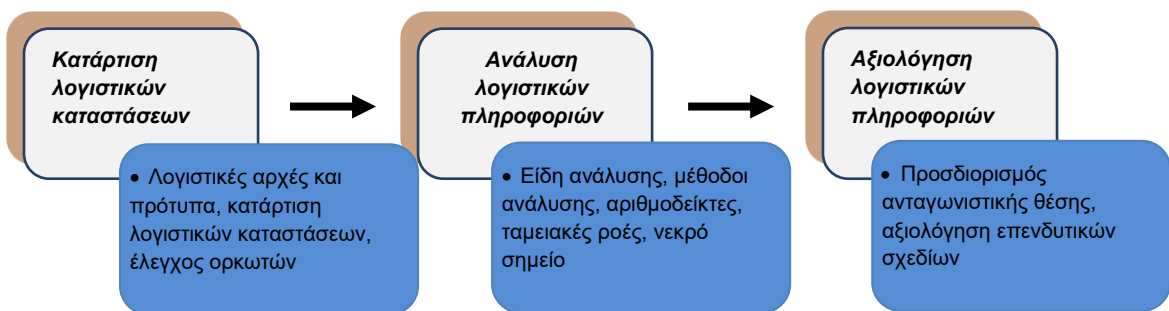 Κατάρτιση
λογιστικών
καταστάσεων
• Λογιστικές αρχές και
πρότυπα, κατάρτιση
λογιστικών καταστάσεων,
έλεγχος ορκωτών
Ανάλυση
λογιστικών
πληροφοριών
• Είδη ανάλυσης, μέθοδοι
ανάλυσης, αριθμοδείκτες,
ταμειακές ροές, νεκρό
σημείο
Αξιολόγηση
λογιστικών
πληροφοριών
• Προσδιορισμός
ανταγωνιστικής θέσης,
αξιολόγηση επενδυτικών
σχεδίων